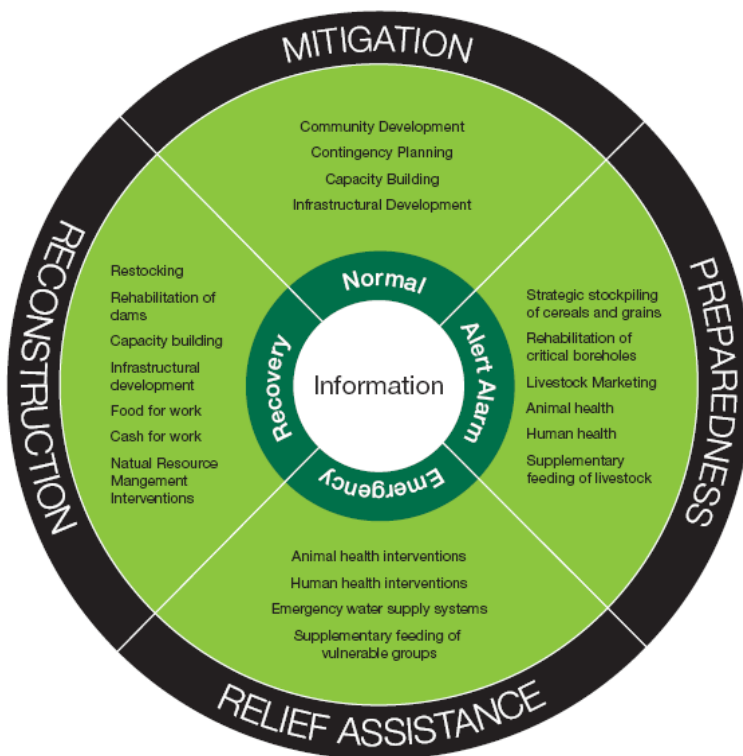 MITIGATION
Community Development
Contingency Planning
Capacity Building
Infrastructural Development
Normal
PREPAREDNESS
Strategic stockpiling
of cereals and grains
Rehabilitation of
critical boreholes
Livestock Marketing
Animal health
Human health
Supplementary
feeding of livestock
Alert Alarm
RELIEF ASSISTANCE
Emergency
Animal health interventions
Human health interventions
Emergency water supply systems
Supplementary feeding of
vulnerable groups
RECONSTRUCTION
Restocking
Rehabilitation of
dams
Capacity building
Infrastructural
development
Food for work
Cash for work
Natual Resource
Mangement
Interventions
Recovery
Information